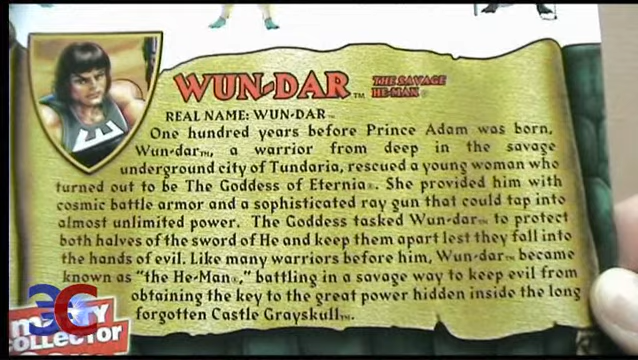 WUN-DAR™ THE SAVAGE
HE-MAN®
REAL NAME: WUN-DAR™
One hundred years before Prince Adam was born,
Wun-dar™, a warrior from deep in the savage
underground city of Tundaria, rescued a young woman who
turned out to be The Goddess of Eternia®. She provided him with
cosmic battle armor and a sophisticated ray gun that could tap into
almost unlimited power. The Goddess tasked Wun-dar™ to protect
both halves of the sword of He and keep them apart lest they fall into
the hands of evil. Like many warriors before him, Wun-dar™ became
known as "the He-Man®," battling in a savage way to keep evil from
obtaining the key to the great power hidden inside the long
forgotten Castle Grayskull™.
3C